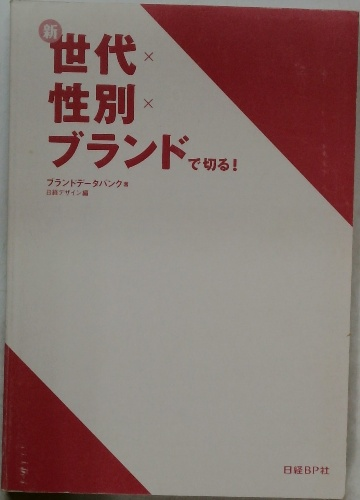 新
世代×
性別×
ブランドで切る!
ブランドデータバンク著
日経デザイン編
日経BP社